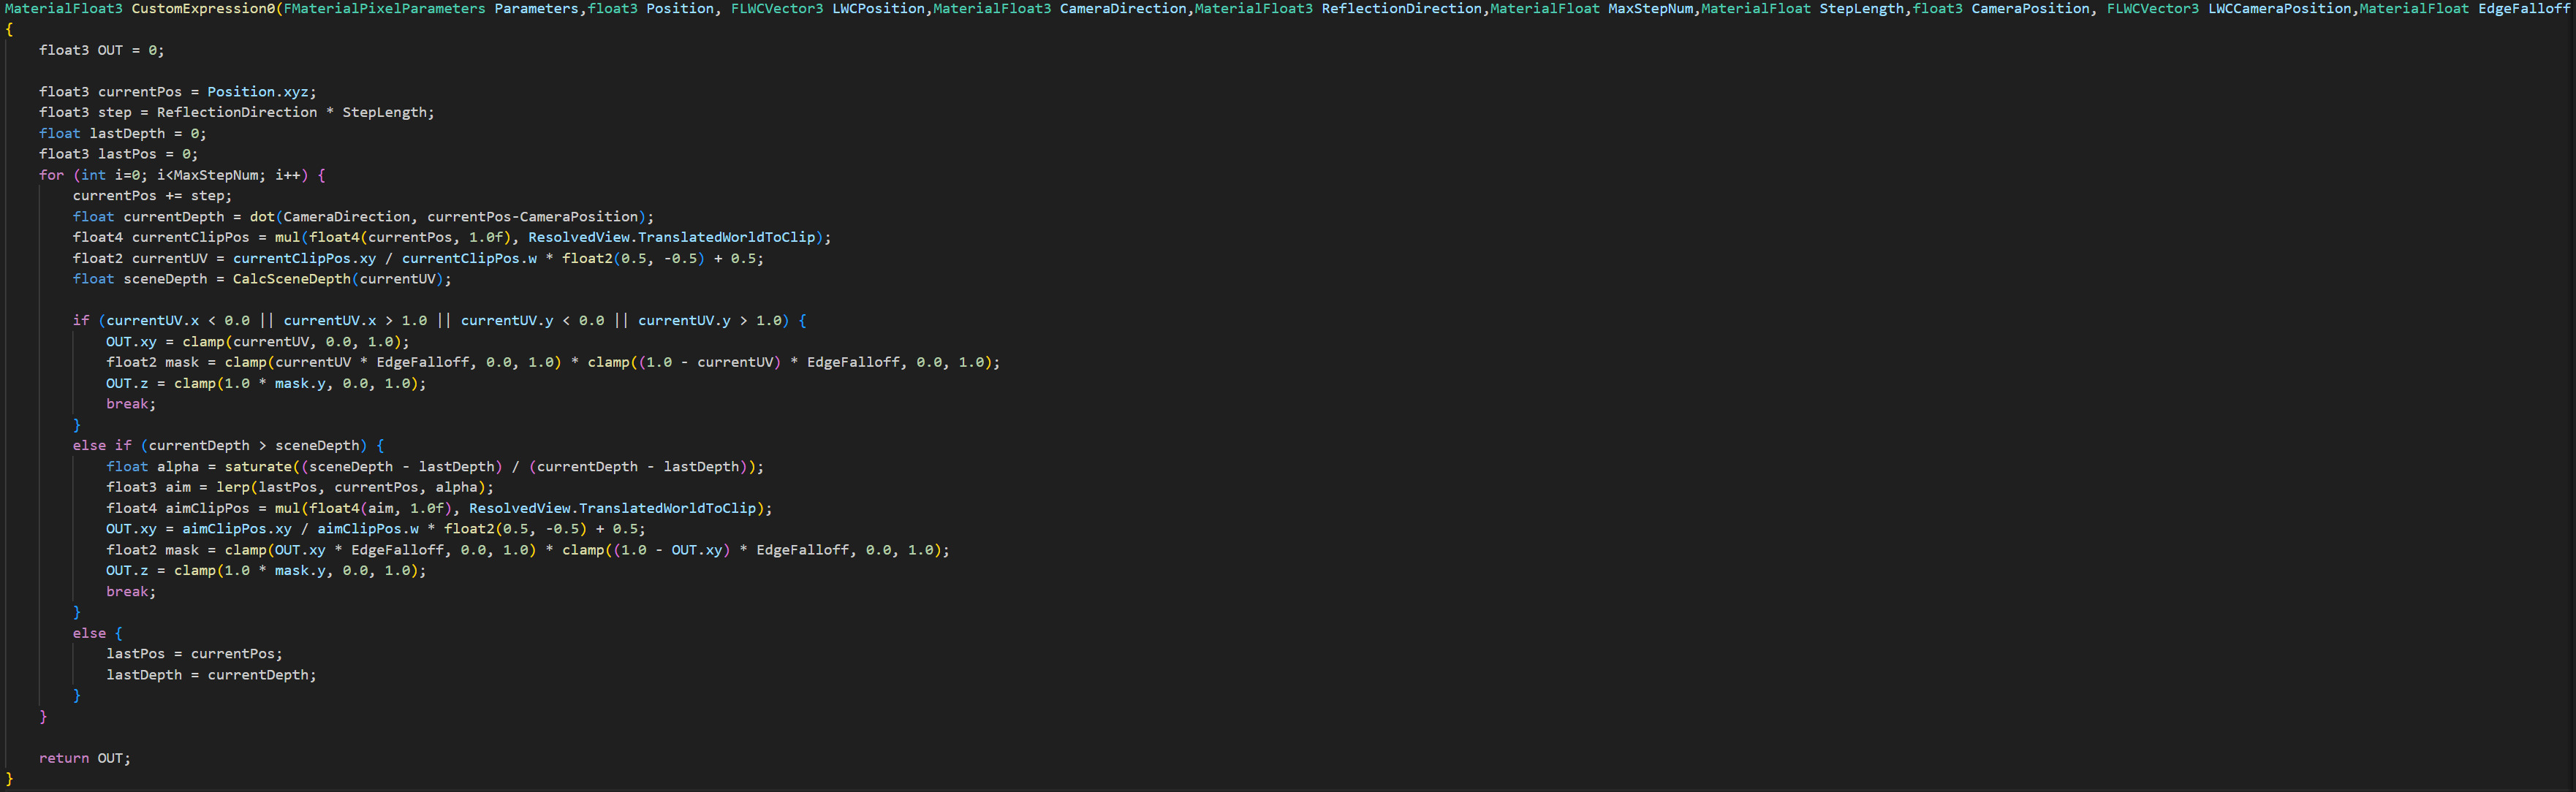 MaterialFloat3 CustomExpression0(FMaterialPixelParameters Parameters,float3 Position, FLWCVector3 LWCPosition,MaterialFloat3 CameraDirection,MaterialFloat3 ReflectionDirection,MaterialFloat MaxStepNum,MaterialFloat StepLength,float3 CameraPosition, FLWCVector3 LWCCameraPosition,MaterialFloat EdgeFalloff
{
    float3 OUT = 0;

    float3 currentPos = Position.xyz;
    float3 step = ReflectionDirection * StepLength;
    float lastDepth = 0;
    float3 lastPos = 0;
    for (int i=0; i<MaxStepNum; i++) {
        currentPos += step;
        float currentDepth = dot(CameraDirection, currentPos-CameraPosition);
        float4 currentClipPos = mul(float4(currentPos, 1.0f), ResolvedView.TranslatedWorldToClip);
        float2 currentUV = currentClipPos.xy / currentClipPos.w * float2(0.5, -0.5) + 0.5;
        float sceneDepth = CalcSceneDepth(currentUV);

        if (currentUV.x < 0.0 || currentUV.x > 1.0 || currentUV.y < 0.0 || currentUV.y > 1.0) {
            OUT.xy = clamp(currentUV, 0.0, 1.0);
            float2 mask = clamp(currentUV * EdgeFalloff, 0.0, 1.0) * clamp((1.0 - currentUV) * EdgeFalloff, 0.0, 1.0);
            OUT.z = clamp(1.0 * mask.y, 0.0, 1.0);
            break;
        }
        else if (currentDepth > sceneDepth) {
            float alpha = saturate((sceneDepth - lastDepth) / (currentDepth - lastDepth));
            float3 aim = lerp(lastPos, currentPos, alpha);
            float4 aimClipPos = mul(float4(aim, 1.0f), ResolvedView.TranslatedWorldToClip);
            OUT.xy = aimClipPos.xy / aimClipPos.w * float2(0.5, -0.5) + 0.5;
            float2 mask = clamp(OUT.xy * EdgeFalloff, 0.0, 1.0) * clamp((1.0 - OUT.xy) * EdgeFalloff, 0.0, 1.0);
            OUT.z = clamp(1.0 * mask.y, 0.0, 1.0);
            break;
        }
        else {
            lastPos = currentPos;
            lastDepth = currentDepth;
        }
    }

    return OUT;
}